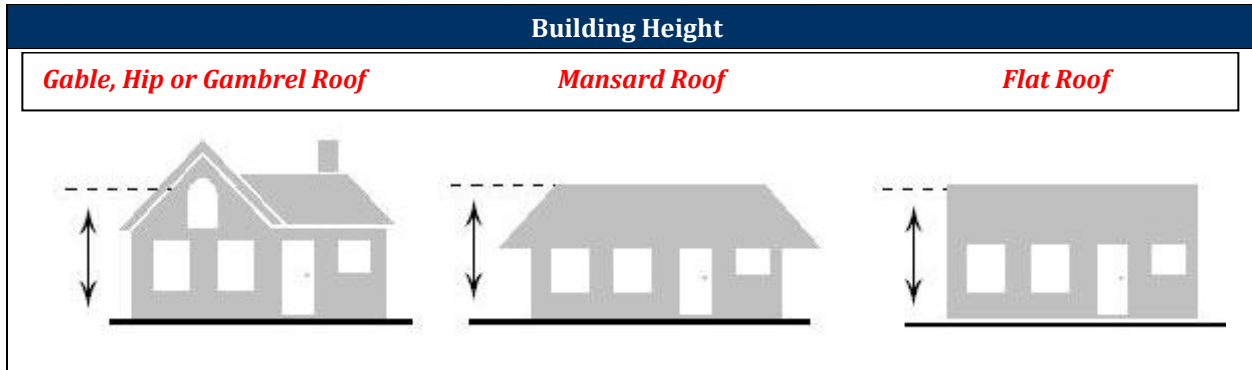 Building Height
Gable, Hip or Gambrel Roof Mansard Roof Flat Roof